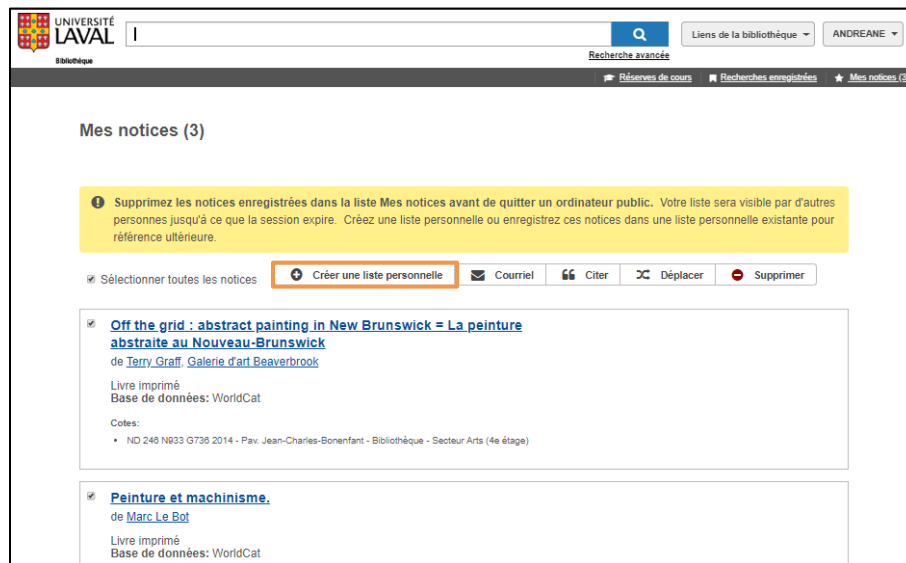 UNIVERSITÉ
LAVAL
Bibliothèque
Liens de la bibliothèque
ANDREANE
Recherche avancée
Réserves de cours
Recherches enregistrées
Mes notices (3
Mes notices (3)
Supprimez les notices enregistrées dans la liste Mes notices avant de quitter un ordinateur public. Votre liste sera visible par d'autres
personnes jusqu'à ce que la session expire. Créez une liste personnelle ou enregistrez ces notices dans une liste personnelle existante pour
référence ultérieure.
Sélectionner toutes les notices
Créer une liste personnelle
Courriel
Citer
Déplacer
Supprimer
Off the grid : abstract painting in New Brunswick = La peinture
abstraite au Nouveau-Brunswick
de Terry Graff, Galerie d'art Beaverbrook
Livre imprimé
Base de données: WorldCat
Cotes:
• ND 246 N933 G736 2014 - Pav. Jean-Charles-Bonenfant - Bibliothèque - Secteur Arts (4e étage)
Peinture et machinisme.
de Marc Le Bot
Livre imprimé
Base de données: WorldCat